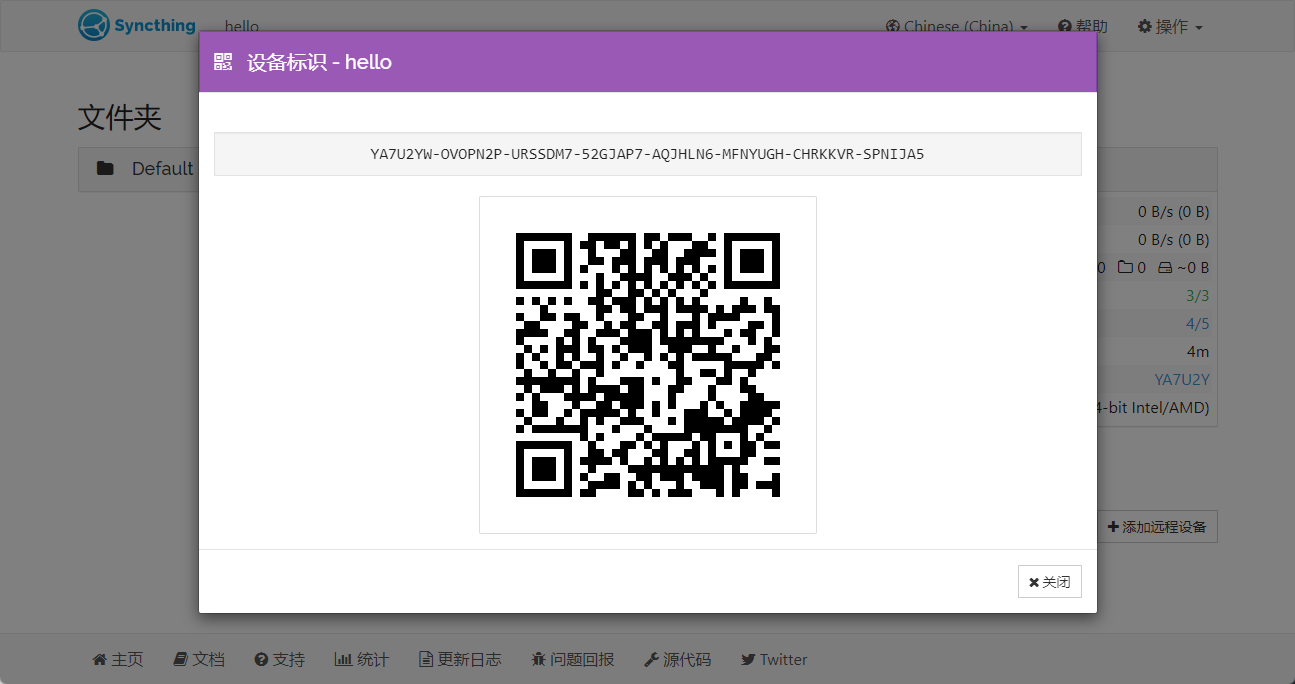 Syncthing
hello
Chinese (China)
帮助
操作
设备标识 - hello
文件夹
YA7U2YW-OVOPN2P-URSSDM7-52GJAP7-AQJHLN6-MFNYUGH-CHRKKVR-SPNIJA5
Default
0 B/s (0 B)
0 B/s (0 B)
0 0 ~0 B
3/3
4/5
4m
YA7U2Y
4-bit Intel/AMD)
添加远程设备
关闭
主页
文档
支持
统计
更新日志
问题回报
源代码
Twitter